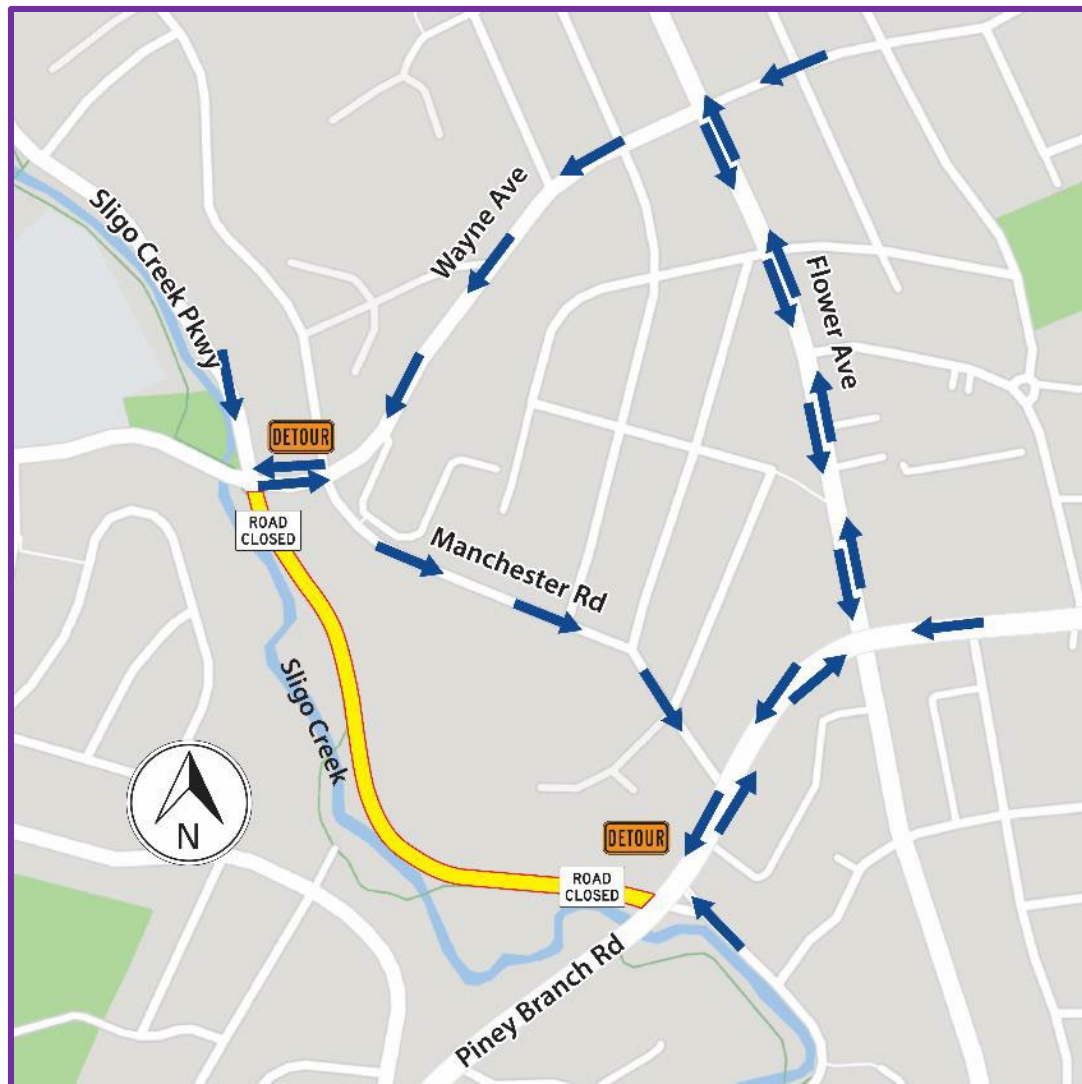 Sligo Creek Pkwy
Wayne Ave
Flower Ave
DETOUR
ROAD
CLOSED
Manchester Rd
Sligo Creek
N
DETOUR
ROAD
CLOSED
Piney Branch Rd